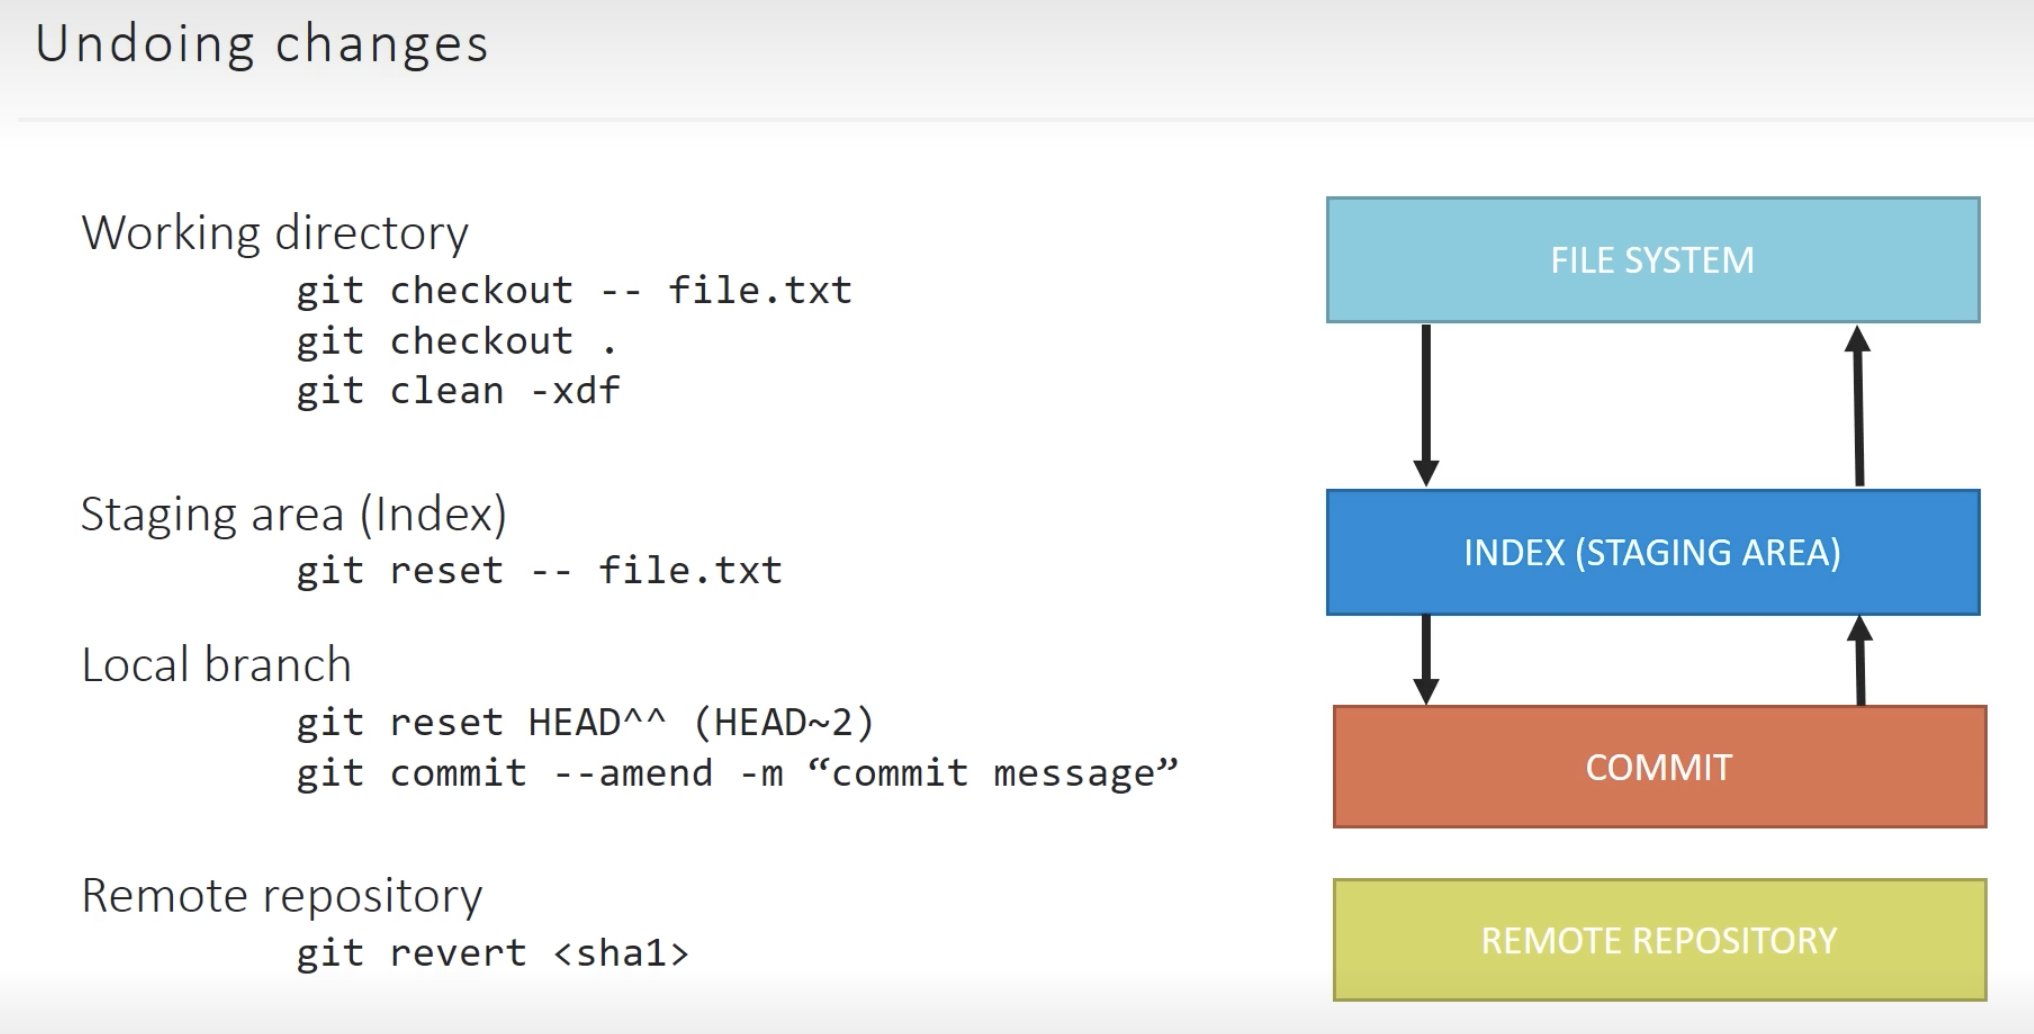 Undoing changes
Working directory
git checkout -- file.txt
git checkout .
git clean -xdf
Staging area (Index)
git reset -- file.txt
Local branch
git reset HEAD^^ (HEAD~2)
git commit --amend -m “commit message”
Remote repository
git revert <sha1>
FILE SYSTEM
INDEX (STAGING AREA)
COMMIT
REMOTE REPOSITORY